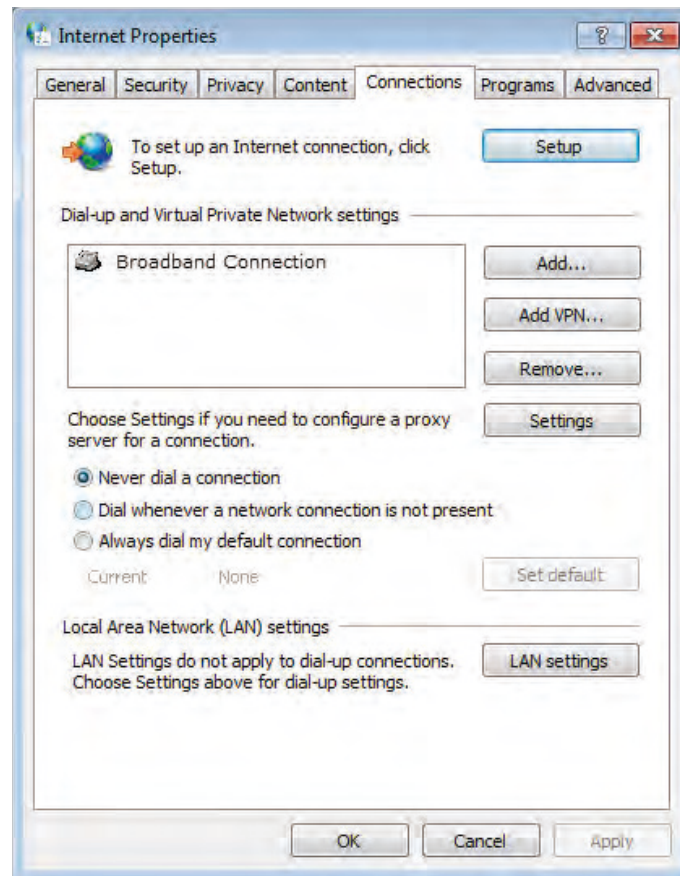 Internet Properties
General Security Privacy Content Connections Programs Advanced
To set up an Internet connection, click
Setup.
Setup
Dial-up and Virtual Private Network settings
Broadband Connection
Add...
Add VPN...
Remove...
Choose Settings if you need to configure a proxy
server for a connection.
Settings
Never dial a connection
Dial whenever a network connection is not present
Always dial my default connection
Current None
Set default
Local Area Network (LAN) settings
LAN Settings do not apply to dial-up connections.
Choose Settings above for dial-up settings.
LAN settings
OK Cancel Apply